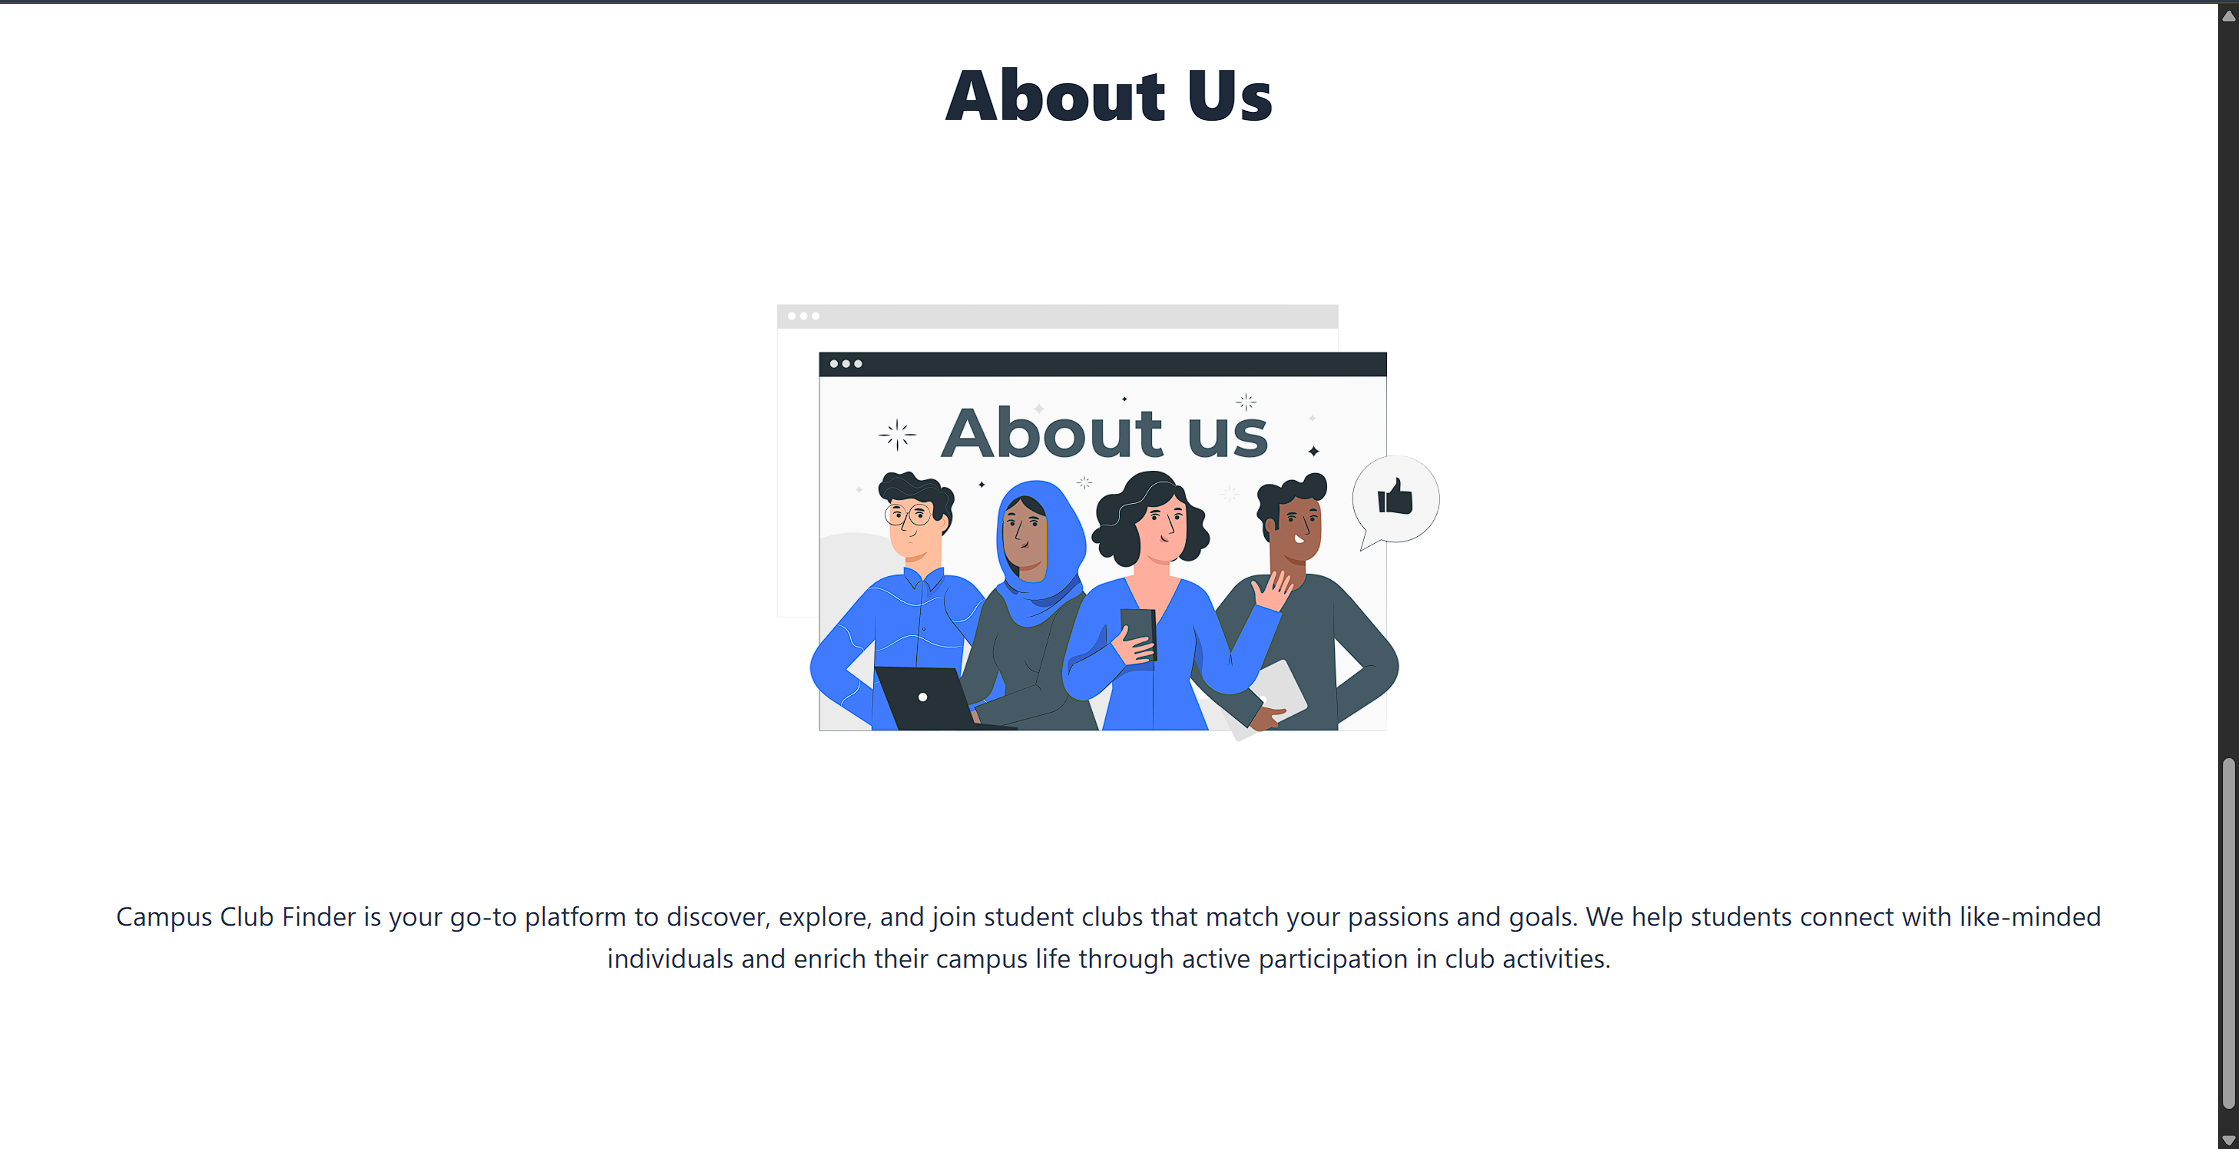 About Us
About us
Campus Club Finder is your go-to platform to discover, explore, and join student clubs that match your passions and goals. We help students connect with like-minded
individuals and enrich their campus life through active participation in club activities.